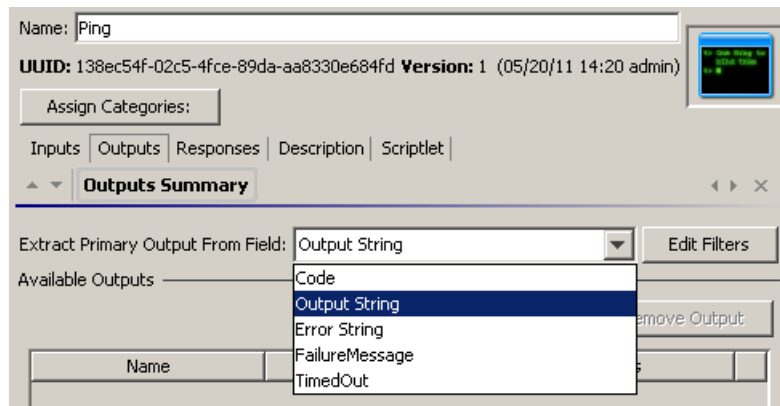 Name: Ping
UUID: 138ec54f-02c5-4fce-89da-aa8330e684fd Version: 1 (05/20/11 14:20 admin)
Assign Categories:
Inputs Outputs Responses Description Scriptlet
Outputs Summary
Extract Primary Output From Field: Output String Edit Filters
Available Outputs
Code
Output String
Error String
FailureMessage
TimedOut
emove Output
Name